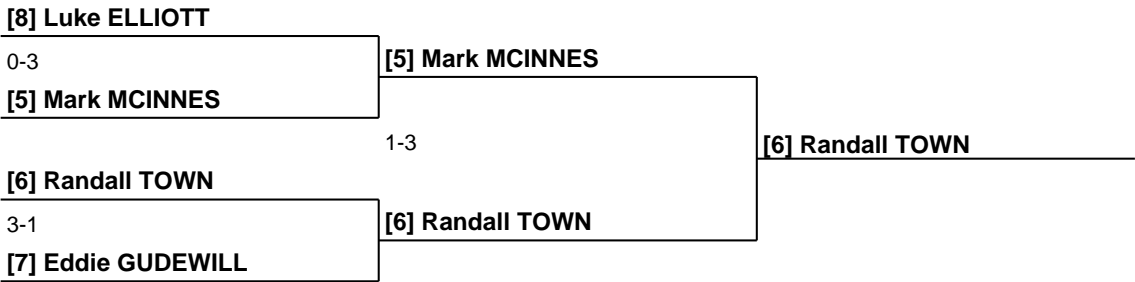 [8] Luke ELLIOTT
0-3
[5] Mark MCINNES
[5] Mark MCINNES
1-3
[6] Randall TOWN
[6] Randall TOWN
3-1
[6] Randall TOWN
[7] Eddie GUDEWILL